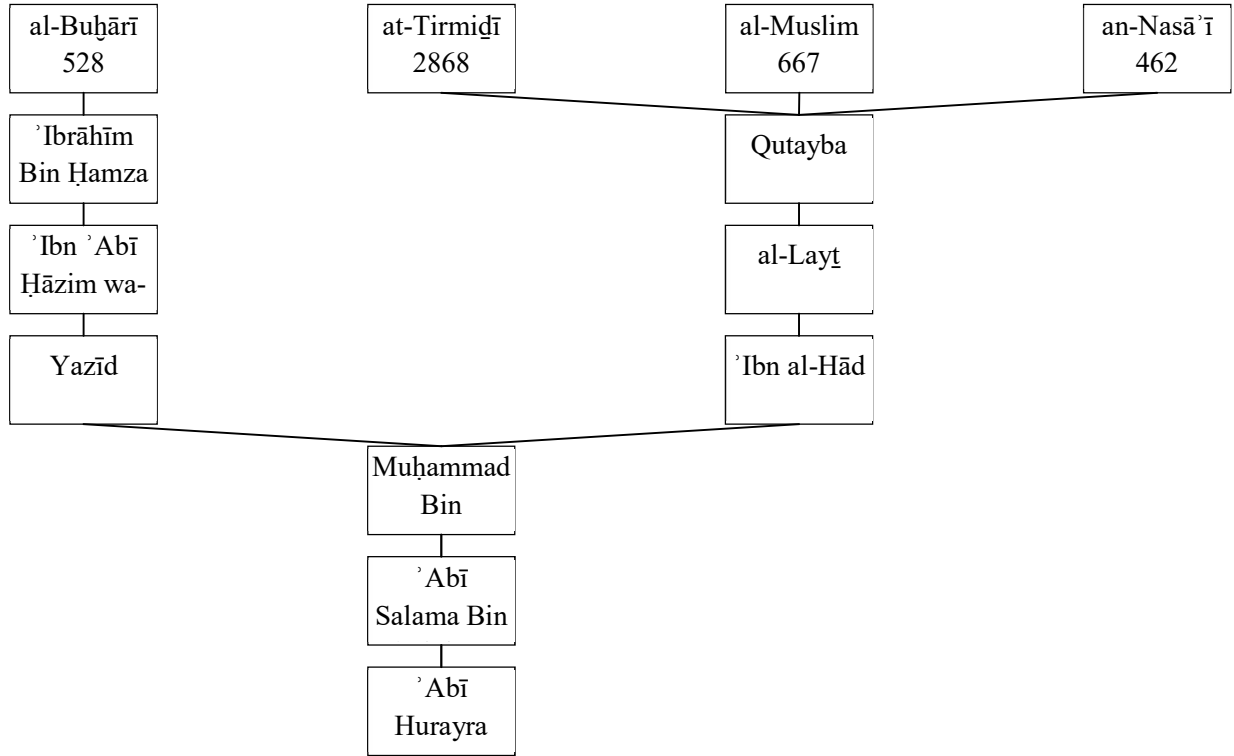 al-Buḫārī
528
at-Tirmiḏī
2868
al-Muslim
667
an-Nasāʾī
462
ʾIbrāhīm
Bin Ḥamza
Qutayba
ʾIbn ʾAbī
Ḥāzim wa-
al-Layṯ
Yazīd
ʾIbn al-Hād
Muḥammad
Bin
ʾAbī
Salama Bin
ʾAbī
Hurayra